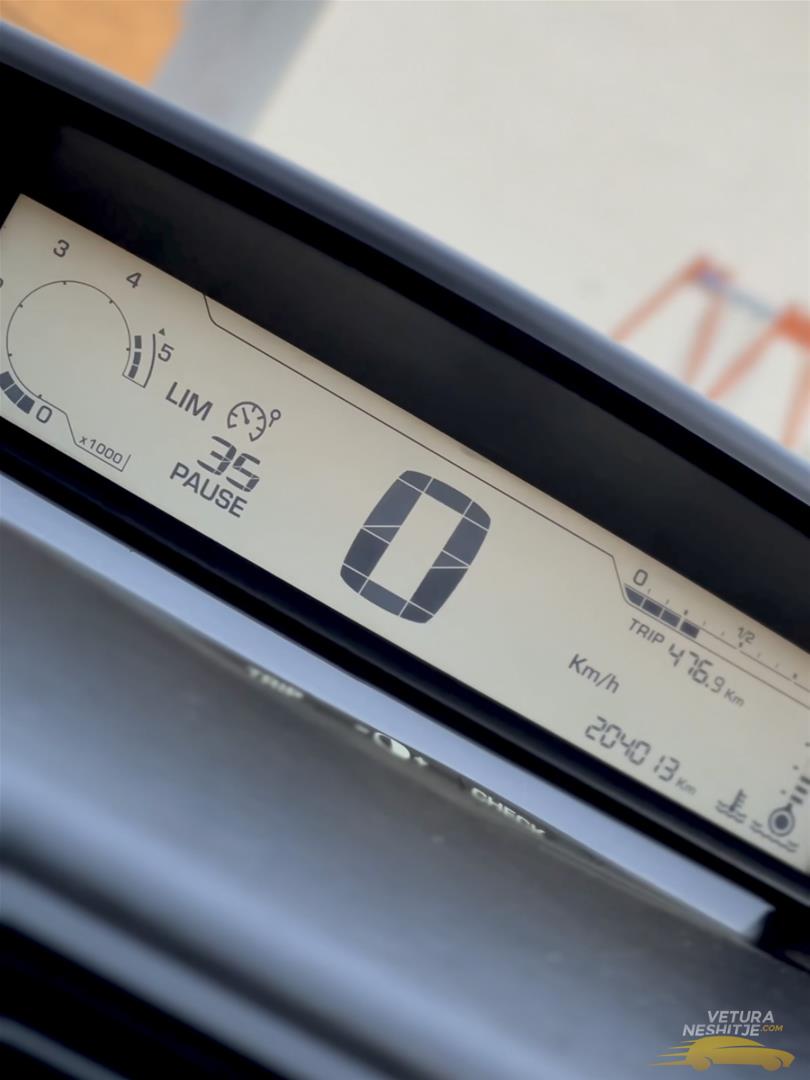 3
4
5
0
x1000
LIM
35
PAUSE
0
0
1/2
TRIP 476.9 Km
Km/h
204013 Km
TRIP
- +
CHECK
VETURA
NESHITJE.COM